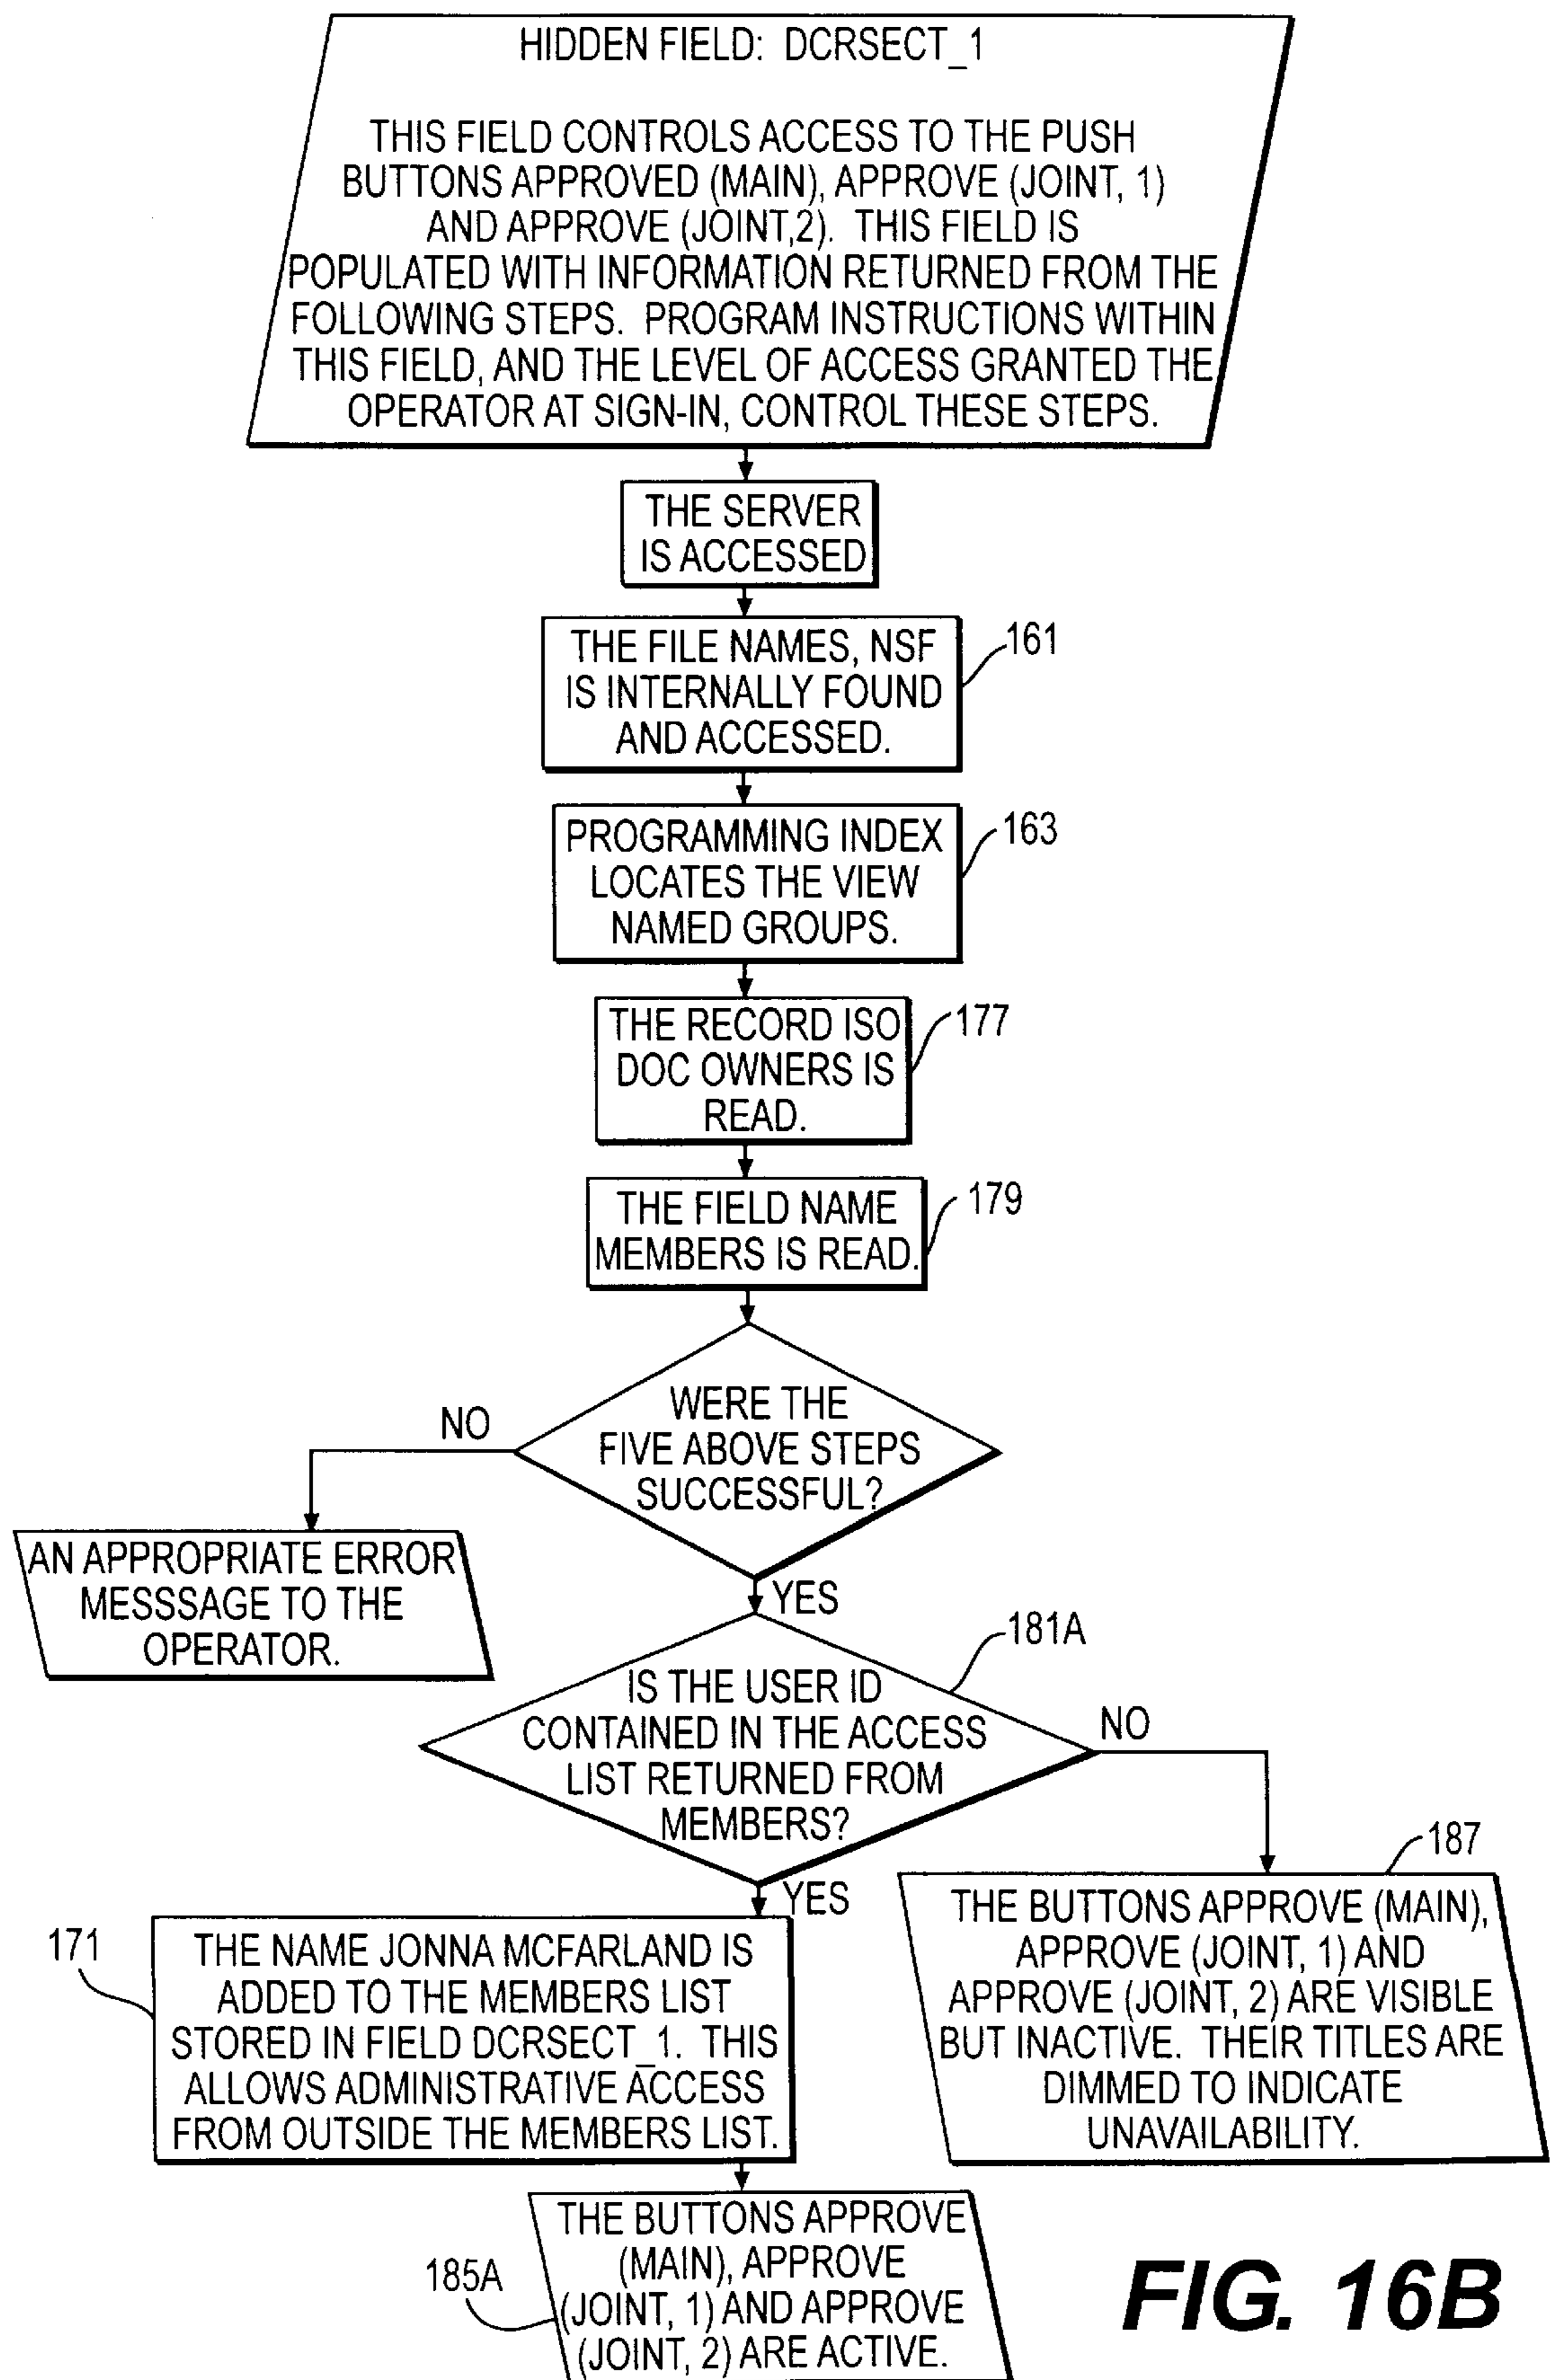 HIDDEN FIELD: DCRSECT_1
THIS FIELD CONTROLS ACCESS TO THE PUSH
BUTTONS APPROVED (MAIN), APPROVE (JOINT, 1)
AND APPROVE (JOINT,2). THIS FIELD IS
POPULATED WITH INFORMATION RETURNED FROM THE
FOLLOWING STEPS. PROGRAM INSTRUCTIONS WITHIN
THIS FIELD, AND THE LEVEL OF ACCESS GRANTED THE
OPERATOR AT SIGN-IN, CONTROL THESE STEPS.
THE SERVER
IS ACCESSED
THE FILE NAMES, NSF
IS INTERNALLY FOUND
AND ACCESSED.
161
PROGRAMMING INDEX
LOCATES THE VIEW
NAMED GROUPS.
163
THE RECORD ISO
DOC OWNERS IS
READ.
177
THE FIELD NAME
MEMBERS IS READ.
179
WERE THE
FIVE ABOVE STEPS
SUCCESSFUL?
NO
AN APPROPRIATE ERROR
MESSSAGE TO THE
OPERATOR.
YES
181A
IS THE USER ID
CONTAINED IN THE ACCESS
LIST RETURNED FROM
MEMBERS?
NO
YES
187
THE BUTTONS APPROVE (MAIN),
APPROVE (JOINT, 1) AND
APPROVE (JOINT, 2) ARE VISIBLE
BUT INACTIVE. THEIR TITLES ARE
DIMMED TO INDICATE
UNAVAILABILITY.
171
THE NAME JONNA MCFARLAND IS
ADDED TO THE MEMBERS LIST
STORED IN FIELD DCRSECT_1. THIS
ALLOWS ADMINISTRATIVE ACCESS
FROM OUTSIDE THE MEMBERS LIST.
185A
THE BUTTONS APPROVE
(MAIN), APPROVE
(JOINT, 1) AND APPROVE
(JOINT, 2) ARE ACTIVE.
FIG. 16B